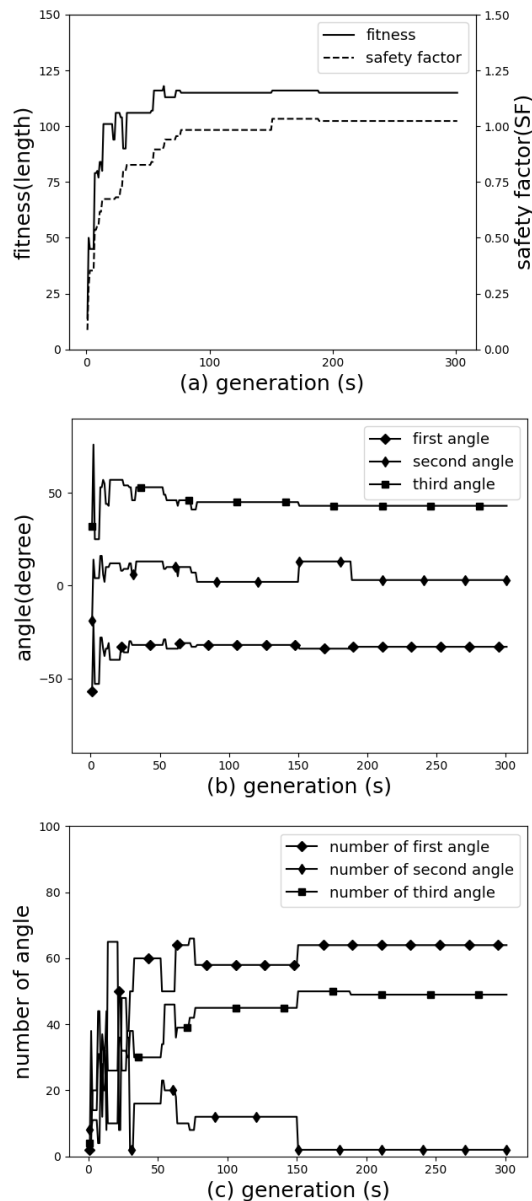 150
125
100
75
50
25
0
fitness(length)
fitness
safety factor
1.50
1.25
1.00
0.75
0.50
0.25
0.00
safety factor(SF)
0
100
200
300
(a) generation (s)
50
0
−50
angle(degree)
first angle
second angle
third angle
0
50
100
150
200
250
300
(b) generation (s)
100
80
60
40
20
0
number of angle
number of first angle
number of second angle
number of third angle
0
50
100
150
200
250
300
(c) generation (s)